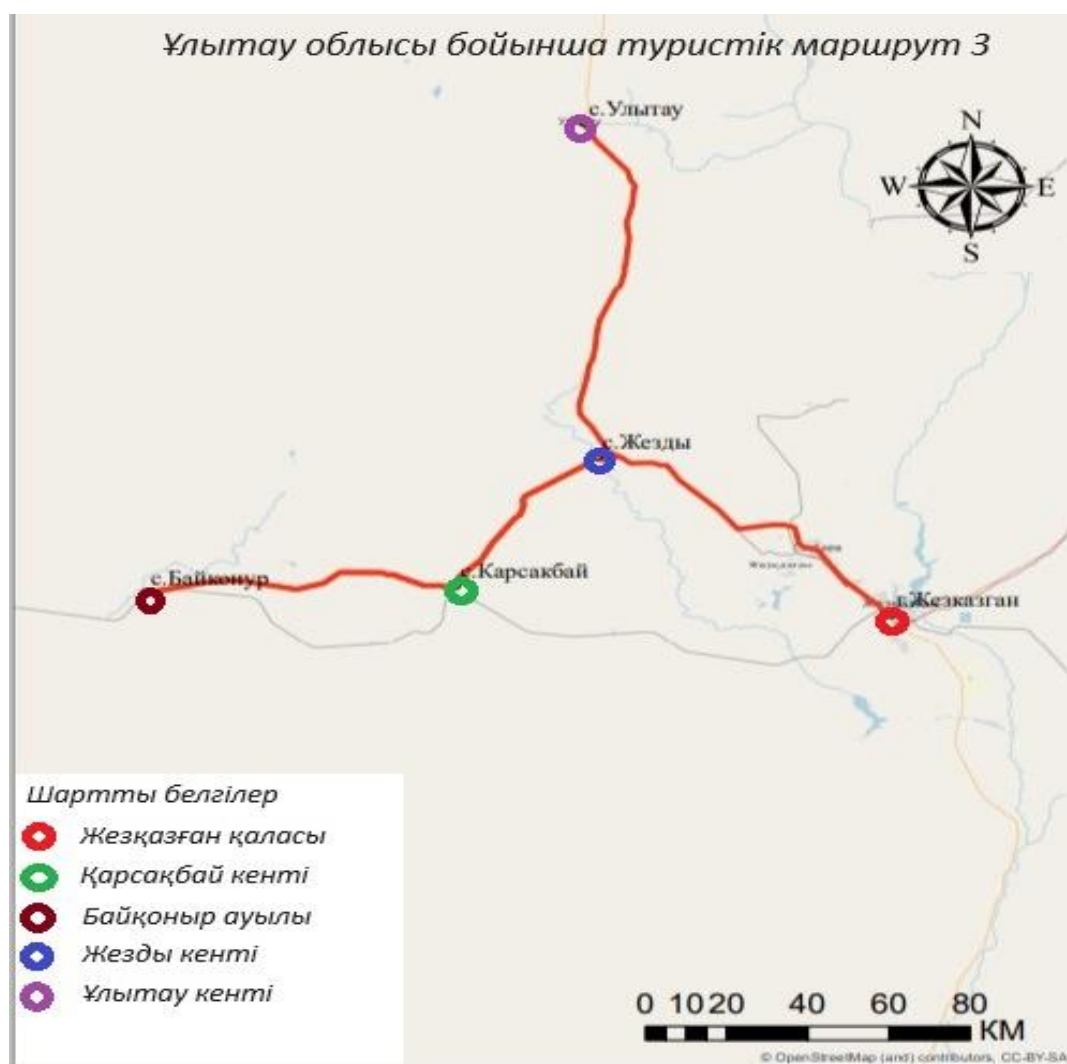 Ұлытау облысы бойынша туристік маршрут 3
с.Улытау
N
W
E
S
с.Жезды
с.Байконур
с.Карсакбай
г.Жезказган
Шартты белгілер
Жезқазған қаласы
Қарсақбай кенті
Байқоныр ауылы
Жезды кенті
Ұлытау кенті
0 10 20 40 60 80
КМ
© OpenStreetMap (and) contributors, CC-BY-SA